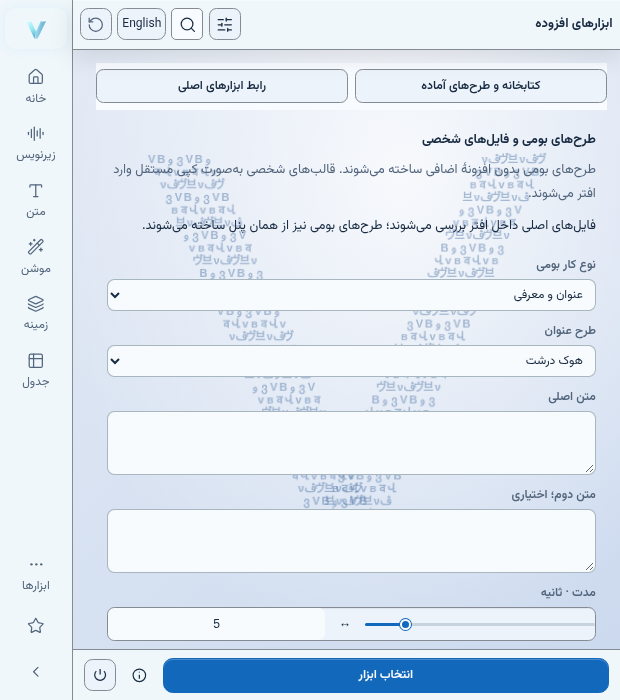 ابزارهای افزوده
English
کتابخانه و طرح‌های آماده
رابط ابزارهای اصلی
خانه
زیرنویس
متن
موشن
زمینه
جدول
ابزارها
طرح‌های بومی و فایل‌های شخصی
طرح‌های بومی بدون افزونهٔ اضافی ساخته می‌شوند. قالب‌های شخصی به‌صورت کپی مستقل وارد
افتر می‌شوند.
فایل‌های اصلی داخل افتر بررسی می‌شوند؛ طرح‌های بومی نیز از همان پنل ساخته می‌شوند.
نوع کار بومی
عنوان و معرفی
طرح عنوان
هوک درشت
متن اصلی
متن دوم؛ اختیاری
مدت · ثانیه
5
انتخاب ابزار